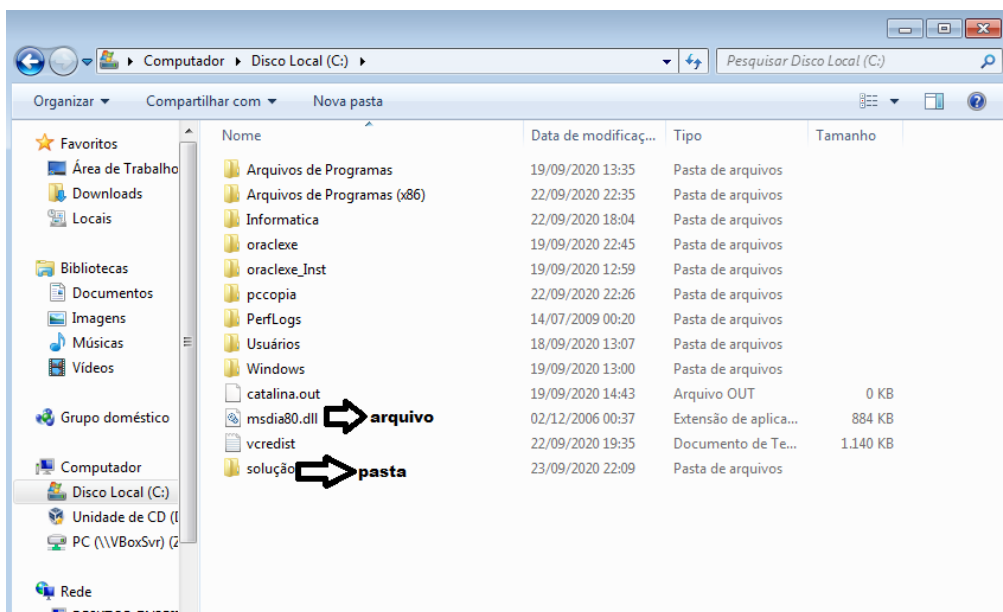 Computador ▸ Disco Local (C:) ▸
Pesquisar Disco Local (C:)
Organizar Compartilhar com Nova pasta
Favoritos
Área de Trabalho
Downloads
Locais
Bibliotecas
Documentos
Imagens
Músicas
Vídeos
Grupo doméstico
Computador
Disco Local (C:)
Unidade de CD (
PC (\\VBoxSvr) (Z
Rede
Nome Data de modificaç... Tipo Tamanho
Arquivos de Programas 19/09/2020 13:35 Pasta de arquivos
Arquivos de Programas (x86) 22/09/2020 22:35 Pasta de arquivos
Informatica 22/09/2020 18:04 Pasta de arquivos
oraclexe 19/09/2020 22:45 Pasta de arquivos
oraclexe_Inst 19/09/2020 12:59 Pasta de arquivos
pccopia 22/09/2020 22:26 Pasta de arquivos
PerfLogs 14/07/2009 00:20 Pasta de arquivos
Usuários 18/09/2020 13:07 Pasta de arquivos
Windows 19/09/2020 13:00 Pasta de arquivos
catalina.out 19/09/2020 14:43 Arquivo OUT 0 KB
msdia80.dll arquivo 02/12/2006 00:37 Extensão de aplica... 884 KB
vcredist 22/09/2020 19:35 Documento de Te... 1.140 KB
solução pasta 23/09/2020 22:09 Pasta de arquivos